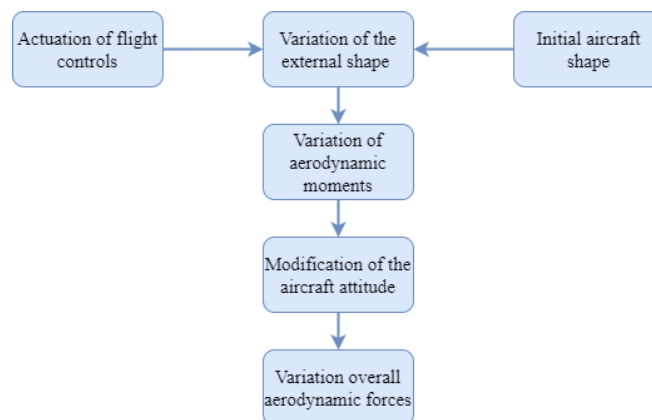 Actuation of flight
controls
Variation of the
external shape
Initial aircraft
shape
Variation of
aerodynamic
moments
Modification of the
aircraft attitude
Variation overall
aerodynamic forces